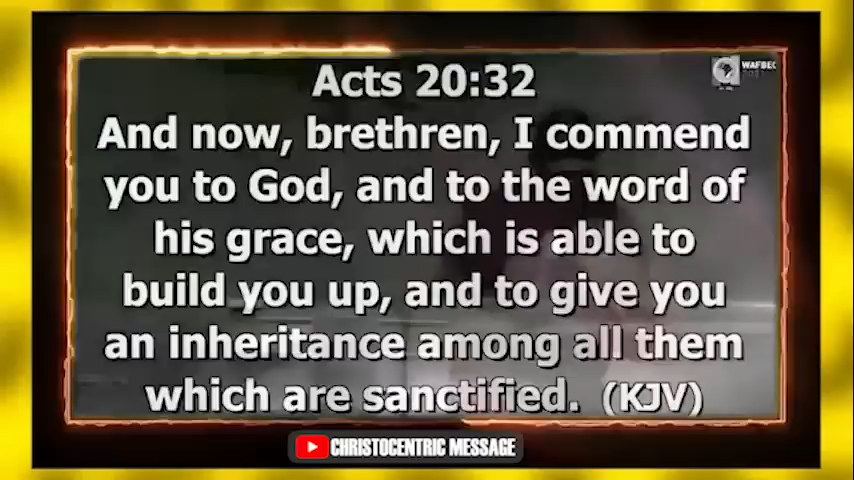 Acts 20:32
And now, brethren, I commend
you to God, and to the word of
his grace, which is able to
build you up, and to give you
an inheritance among all them
which are sanctified. (KJV)
WAFBEC
CHRISTOCENTRIC MESSAGE